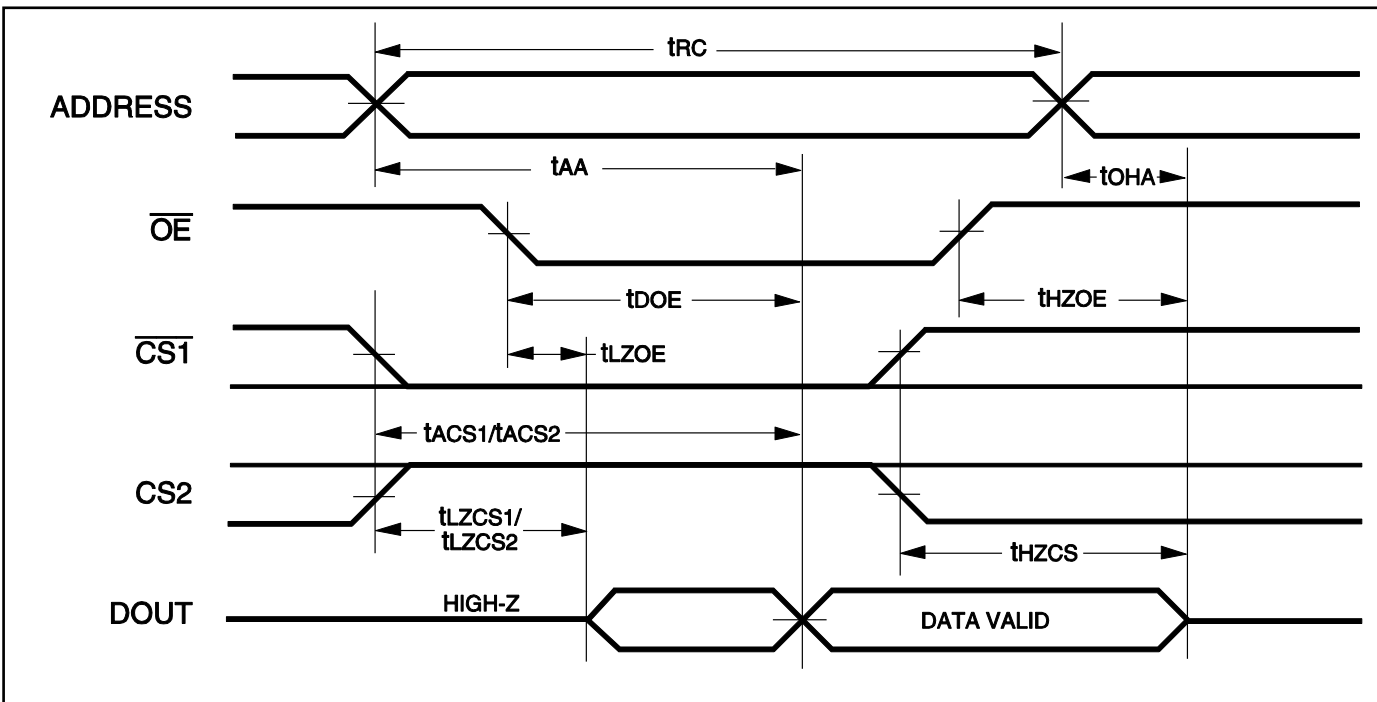 tRC
ADDRESS
tAA
tOHA
OE
tDOE
tHZOE
CS1
tLZOE
tACS1/tACS2
CS2
tLZCS1/
tLZCS2
tHZCS
HIGH-Z
DOUT
DATA VALID